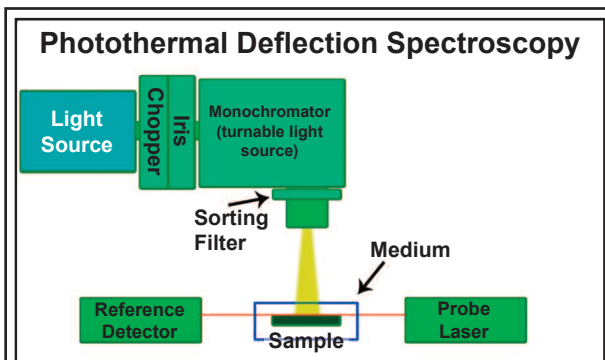 Photothermal Deflection Spectroscopy
Light
Source
Chopper
Iris
Monochromator
(turnable light
source)
Sorting
Filter
Medium
Reference
Detector
Sample
Probe
Laser